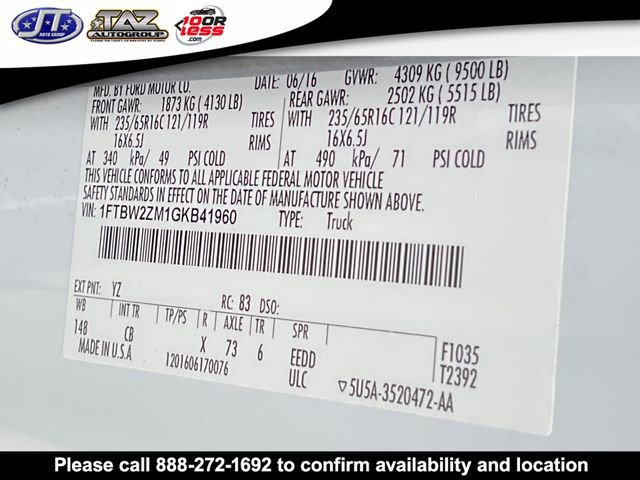 JT
AUTO GROUP
TAZ
AUTOGROUP
100R
LESS.COM
MFD. BY FORD MOTOR CO.
DATE: 06/16 GVWR: 4309 KG ( 9500 LB)
FRONT GAWR: 1873 KG ( 4130 LB)
REAR GAWR: 2502 KG ( 5515 LB)
WITH 235/65R16C 121/119R TIRES
WITH 235/65R16C 121/119R TIRES
16X6.5J RIMS
16X6.5J RIMS
AT 340 kPa/ 49 PSI COLD
AT 490 kPa/ 71 PSI COLD
THIS VEHICLE CONFORMS TO ALL APPLICABLE FEDERAL MOTOR VEHICLE
SAFETY STANDARDS IN EFFECT ON THE DATE OF MANUFACTURE SHOWN ABOVE.
VIN: 1FTBW2ZM1GKB41960 TYPE: Truck
EXT PNT: YZ RC: 83 DSO:
WB INT TR TP/PS R AXLE TR SPR
148 CB X 73 6 EEDD
F1035
T2392
MADE IN U.S.A. 1201606170076 ULC ▽5U5A-3520472-AA
Please call 888-272-1692 to confirm availability and location